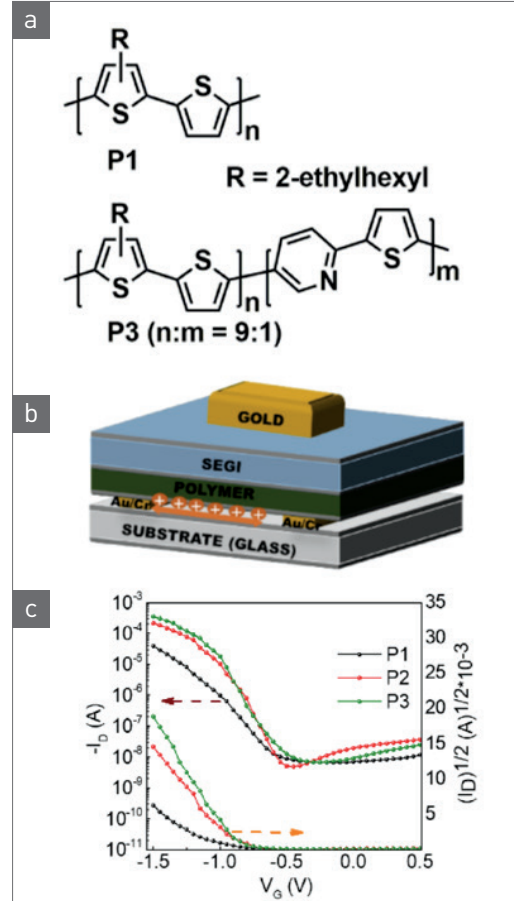 a
R
S
S
n
P1
R = 2-ethylhexyl
R
S
S
n
N
S
m
P3 (n:m = 9:1)
b
GOLD
SEGI
POLYMER
+ + + + + +
Au/Cr
Au/Cr
SUBSTRATE (GLASS)
c
10⁻³
10⁻⁴
10⁻⁵
10⁻⁶
10⁻⁷
10⁻⁸
10⁻⁹
10⁻¹⁰
10⁻¹¹
-I_D (A)
35
30
25
20
15
10
5
(I_D)^1/2 (A)^1/2*10^-3
P1
P2
P3
-1.5 -1.0 -0.5 0.0 0.5
V_G (V)